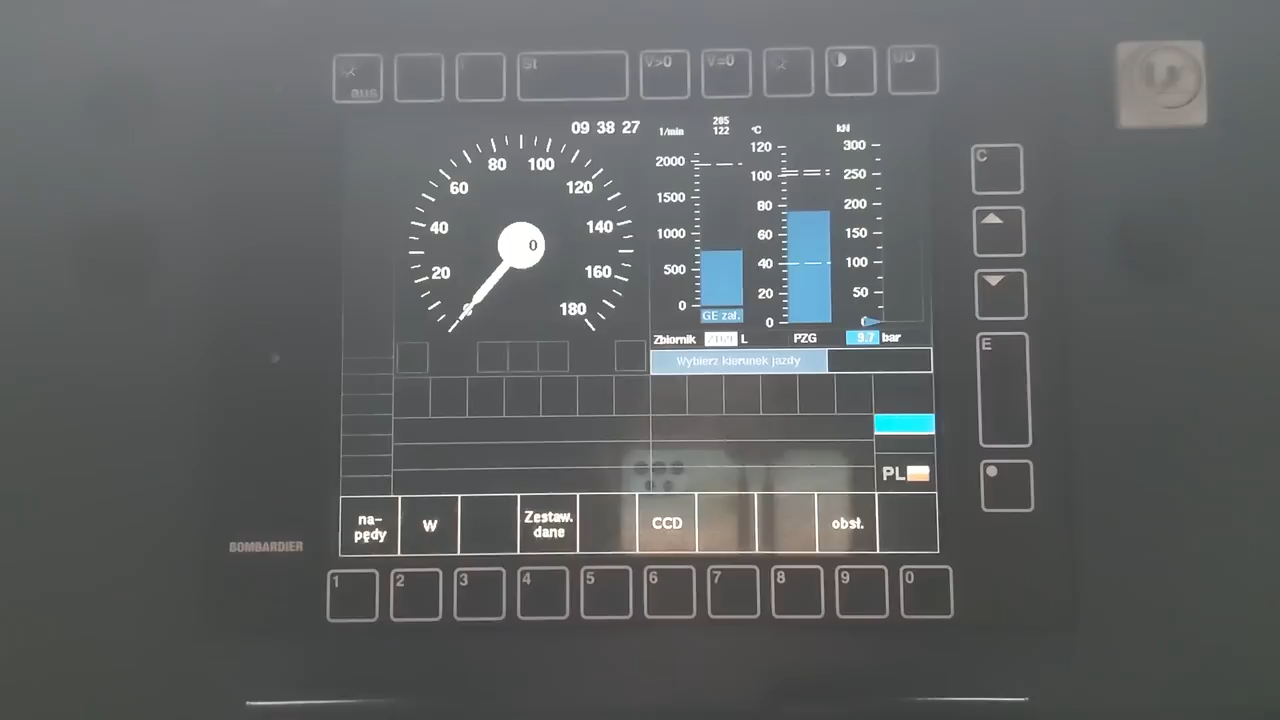 aus
St
V>0
V=0
UD
09 38 27
1/min
285
122
°C
kN
2000
1500
1000
500
0
GE zał.
120
100
80
60
40
20
0
300
250
200
150
100
50
0
0
20
40
60
80
100
120
140
160
180
Zbiornik
L
PZG
9.7 bar
Wybierz kierunek jazdy
PL
na-
pędy
W
Zestaw.
dane
CCD
obsł.
BOMBARDIER
1 2 3 4 5 6 7 8 9 0
C
E